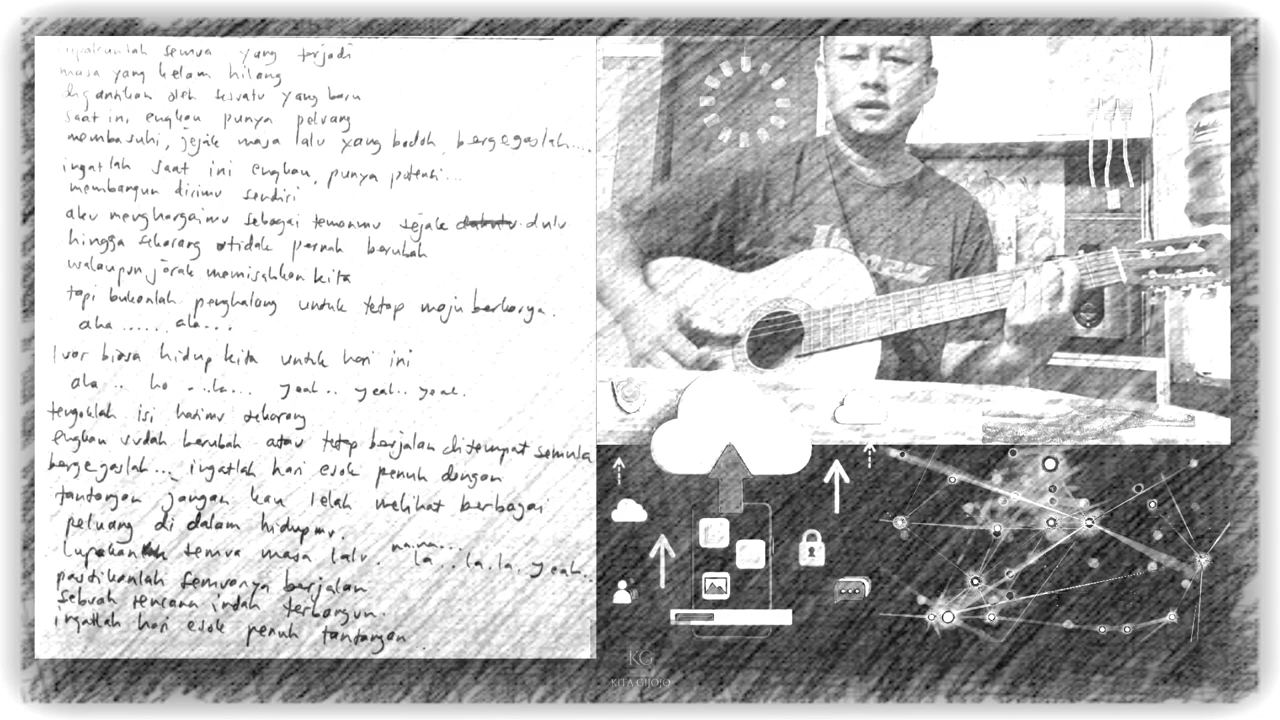 lupakanlah semua yang terjadi
masa yang kelam hilang
digantikan oleh sesuatu yang baru
saat ini engkau punya peluang
membasuhi, jejak masa lalu yang bodoh, bergegaslah....
ingatlah saat ini engkau, punya potensi...
membangun dirimu sendiri
aku menghargaimu sebagai temanmu sejak dulu
hingga sekarang tidak pernah berubah
walaupun jarak memisahkan kita
tapi bukanlah penghalang untuk tetap maju berkarya.
aha ...... aha...
luar biasa hidup kita untuk hari ini
aha .. ho ..la... yeah.. yeah.. yeah.
tengoklah isi hatimu sekarang
engkau sudah berubah atau tetap berjalan ditempat semula
bergegaslah... ingatlah hari esok penuh dengan
tantangan jangan kau lelah melihat berbagai
peluang di dalam hidupmu.
lupakan semua masa lalu. na.na... la..la.la. yeah..
pastikanlah semuanya berjalan
sebuah rencana indah terbangun.
ingatlah hari esok penuh tantangan
KG
KITA GIJOJO